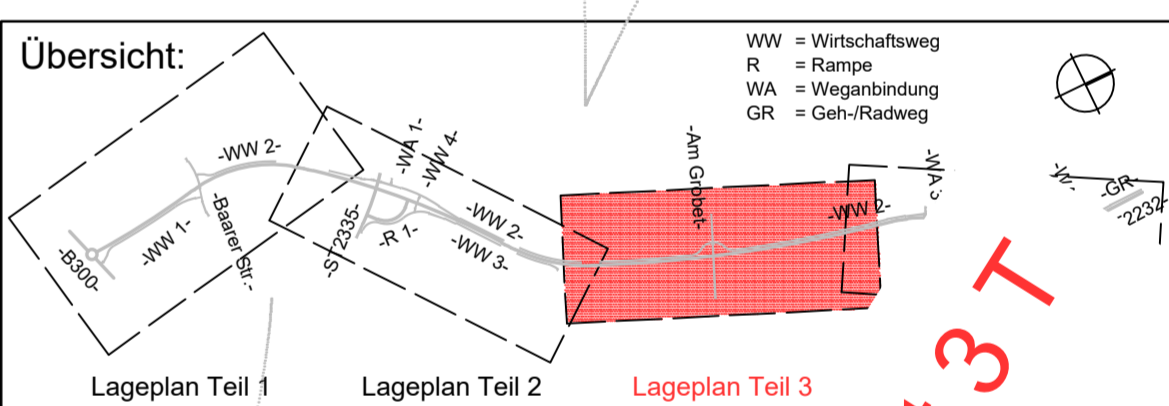 Übersicht:
WW = Wirtschaftsweg
R = Rampe
WA = Weganbindung
GR = Geh-/Radweg
-B300-
-WW 1-
-WW 2-
-Baarer Str.-
-ST2335-
-R 1-
-WA 1-
-WW 4-
-WW 2-
-WW 3-
-Am Grobet-
-WW 2-
-WA
-GR-
-2232-
Lageplan Teil 1
Lageplan Teil 2
Lageplan Teil 3
3 T